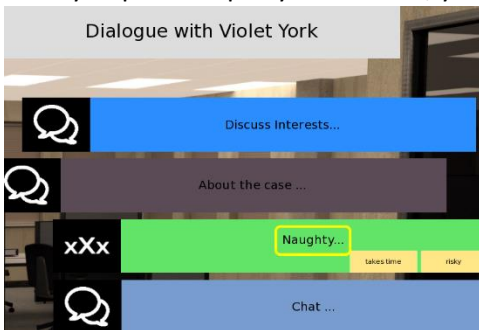 Dialogue with Violet York
Discuss Interests...
About the case ...
xXx
Naughty...
takes time
risky
Chat ...